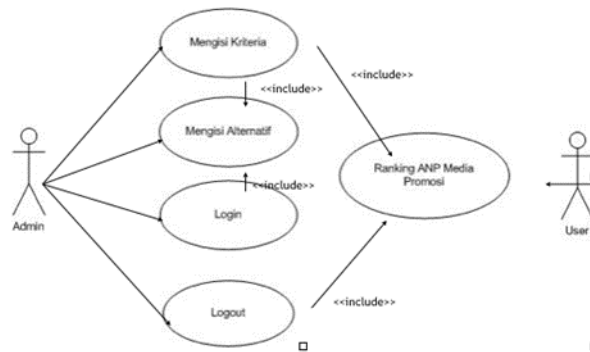 Mengisi Kriteria
<<include>>
<<include>>
Mengisi Alternatif
Ranking ANP Media
Promosi
<<include>>
Login
Admin
User
Logout
<<include>>